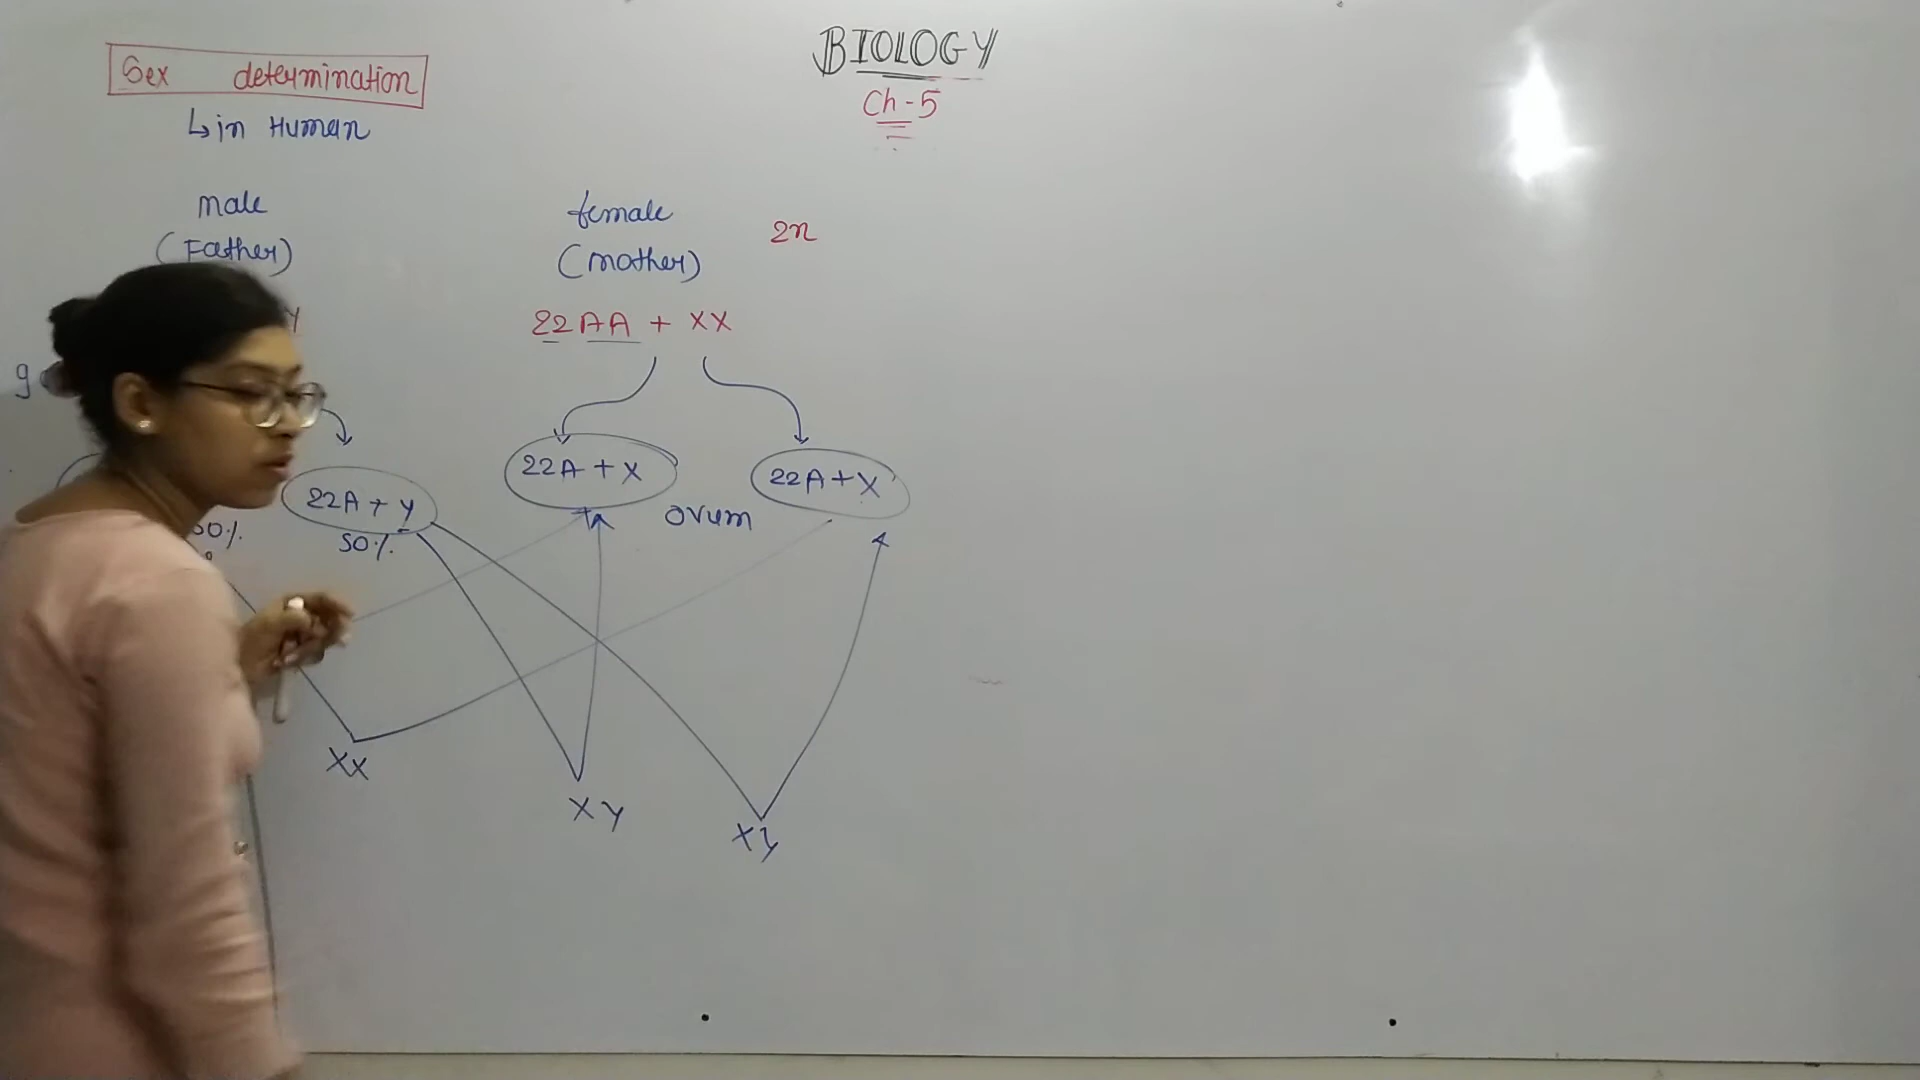 BIOLOGY
Ch-5
Sex determination
↳ in Human
male
(Father)
female
(mother)
2n
Y
22AA + XX
g
22A + X
22A + X
22A + y
ovum
50%
50%
XX
XY
XY